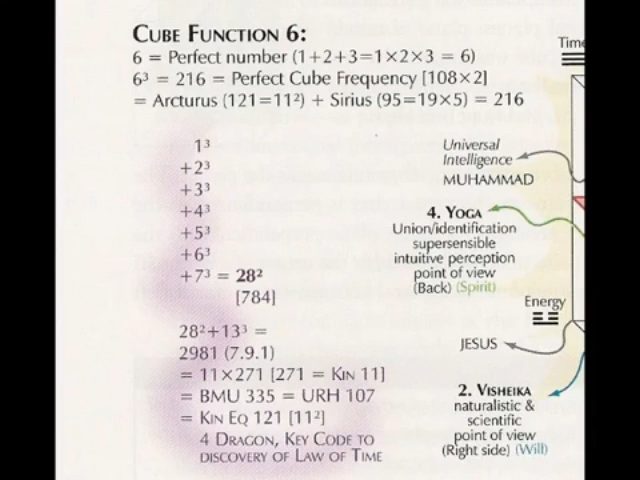 CUBE FUNCTION 6:
6 = Perfect number (1+2+3=1×2×3 = 6)
6³ = 216 = Perfect Cube Frequency [108×2]
= Arcturus (121=11²) + Sirius (95=19×5) = 216
1³
+2³
+3³
+4³
+5³
+6³
+7³ = 28²
[784]
28²+13³ =
2981 (7.9.1)
= 11×271 [271 = KIN 11]
= BMU 335 = URH 107
= KIN EQ 121 [11²]
4 DRAGON, KEY CODE TO
DISCOVERY OF LAW OF TIME
Time
Universal
Intelligence
MUHAMMAD
4. YOGA
Union/identification
supersensible
intuitive perception
point of view
(Back) (Spirit)
Energy
JESUS
2. VISHEIKA
naturalistic &
scientific
point of view
(Right side) (Will)